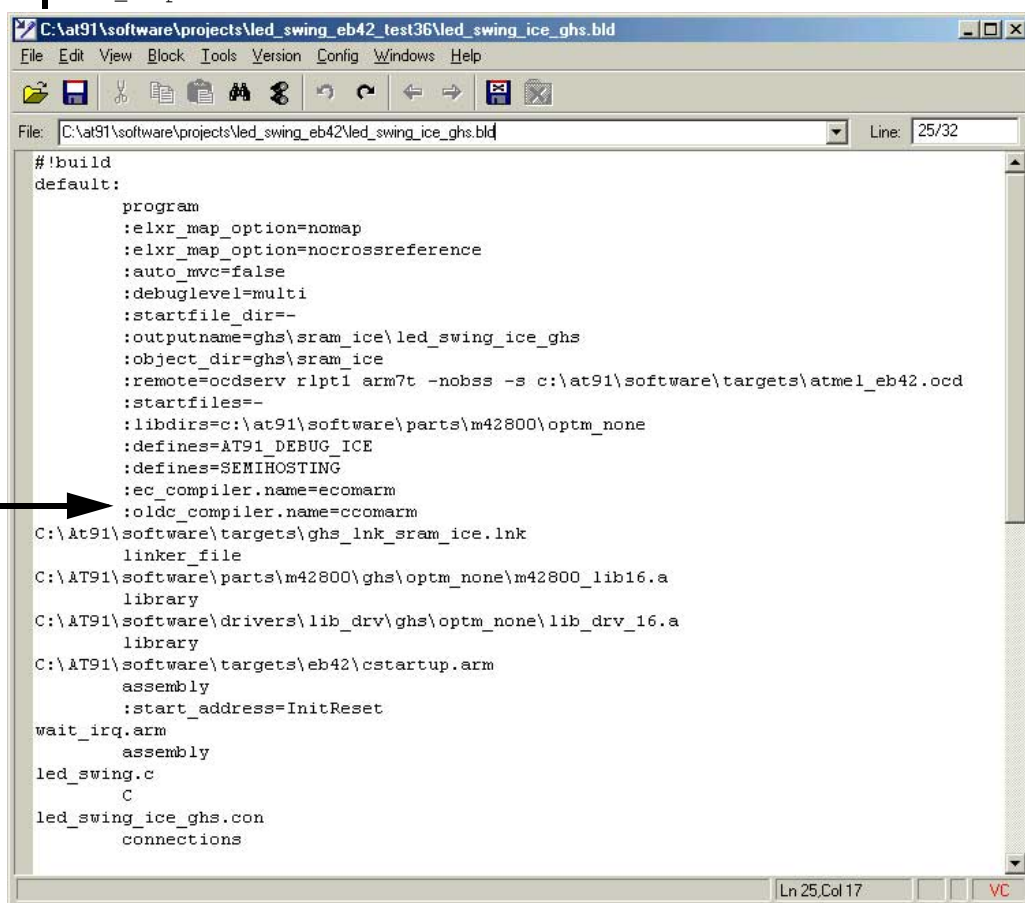 C:\at91\software\projects\led_swing_eb42_test36\led_swing_ice_ghs.bld
File Edit View Block Tools Version Config Windows Help
File: C:\at91\software\projects\led_swing_eb42\led_swing_ice_ghs.bld Line: 25/32
#!build
default:
program
:elxr_map_option=nomap
:elxr_map_option=nocrossreference
:auto_mvc=false
:debuglevel=multi
:startfile_dir=-
:outputname=ghs\sram_ice\led_swing_ice_ghs
:object_dir=ghs\sram_ice
:remote=ocdserv rlpt1 arm7t -nobss -s c:\at91\software\targets\atmel_eb42.ocd
:startfiles=-
:libdirs=c:\at91\software\parts\m42800\optm_none
:defines=AT91_DEBUG_ICE
:defines=SEMIHOSTING
:ec_compiler.name=ecomarm
:oldc_compiler.name=ccomarm
C:\At91\software\targets\ghs_lnk_sram_ice.lnk
linker_file
C:\AT91\software\parts\m42800\ghs\optm_none\m42800_lib16.a
library
C:\AT91\software\drivers\lib_drv\ghs\optm_none\lib_drv_16.a
library
C:\AT91\software\targets\eb42\cstartup.arm
assembly
:start_address=InitReset
wait_irq.arm
assembly
led_swing.c
C
led_swing_ice_ghs.con
connections
Ln 25,Col 17 VC